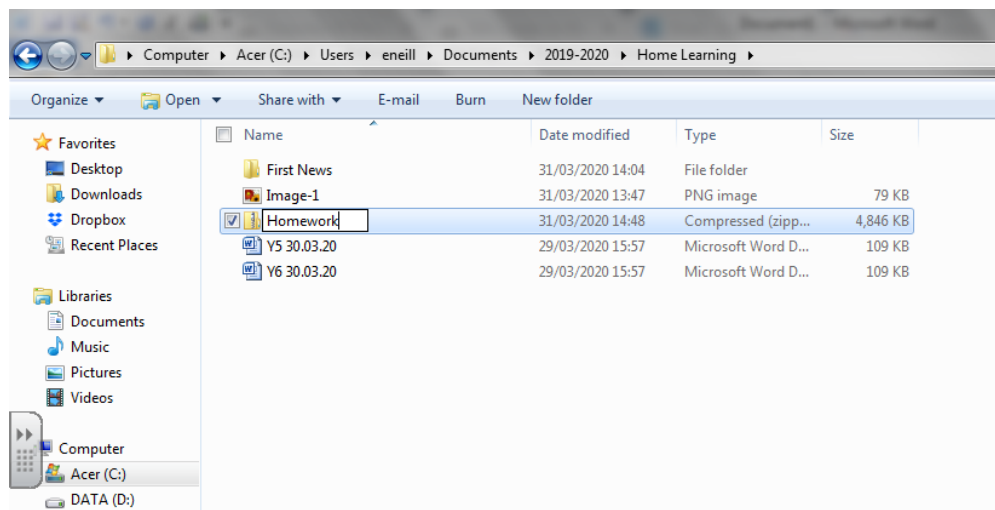 Computer Acer (C:) Users eneill Documents 2019-2020 Home Learning
Organize Open Share with E-mail Burn New folder
Favorites
Desktop
Downloads
Dropbox
Recent Places
Libraries
Documents
Music
Pictures
Videos
Computer
Acer (C:)
DATA (D:)
Name Date modified Type Size
First News 31/03/2020 14:04 File folder
Image-1 31/03/2020 13:47 PNG image 79 KB
Homework 31/03/2020 14:48 Compressed (zipp... 4,846 KB
Y5 30.03.20 29/03/2020 15:57 Microsoft Word D... 109 KB
Y6 30.03.20 29/03/2020 15:57 Microsoft Word D... 109 KB